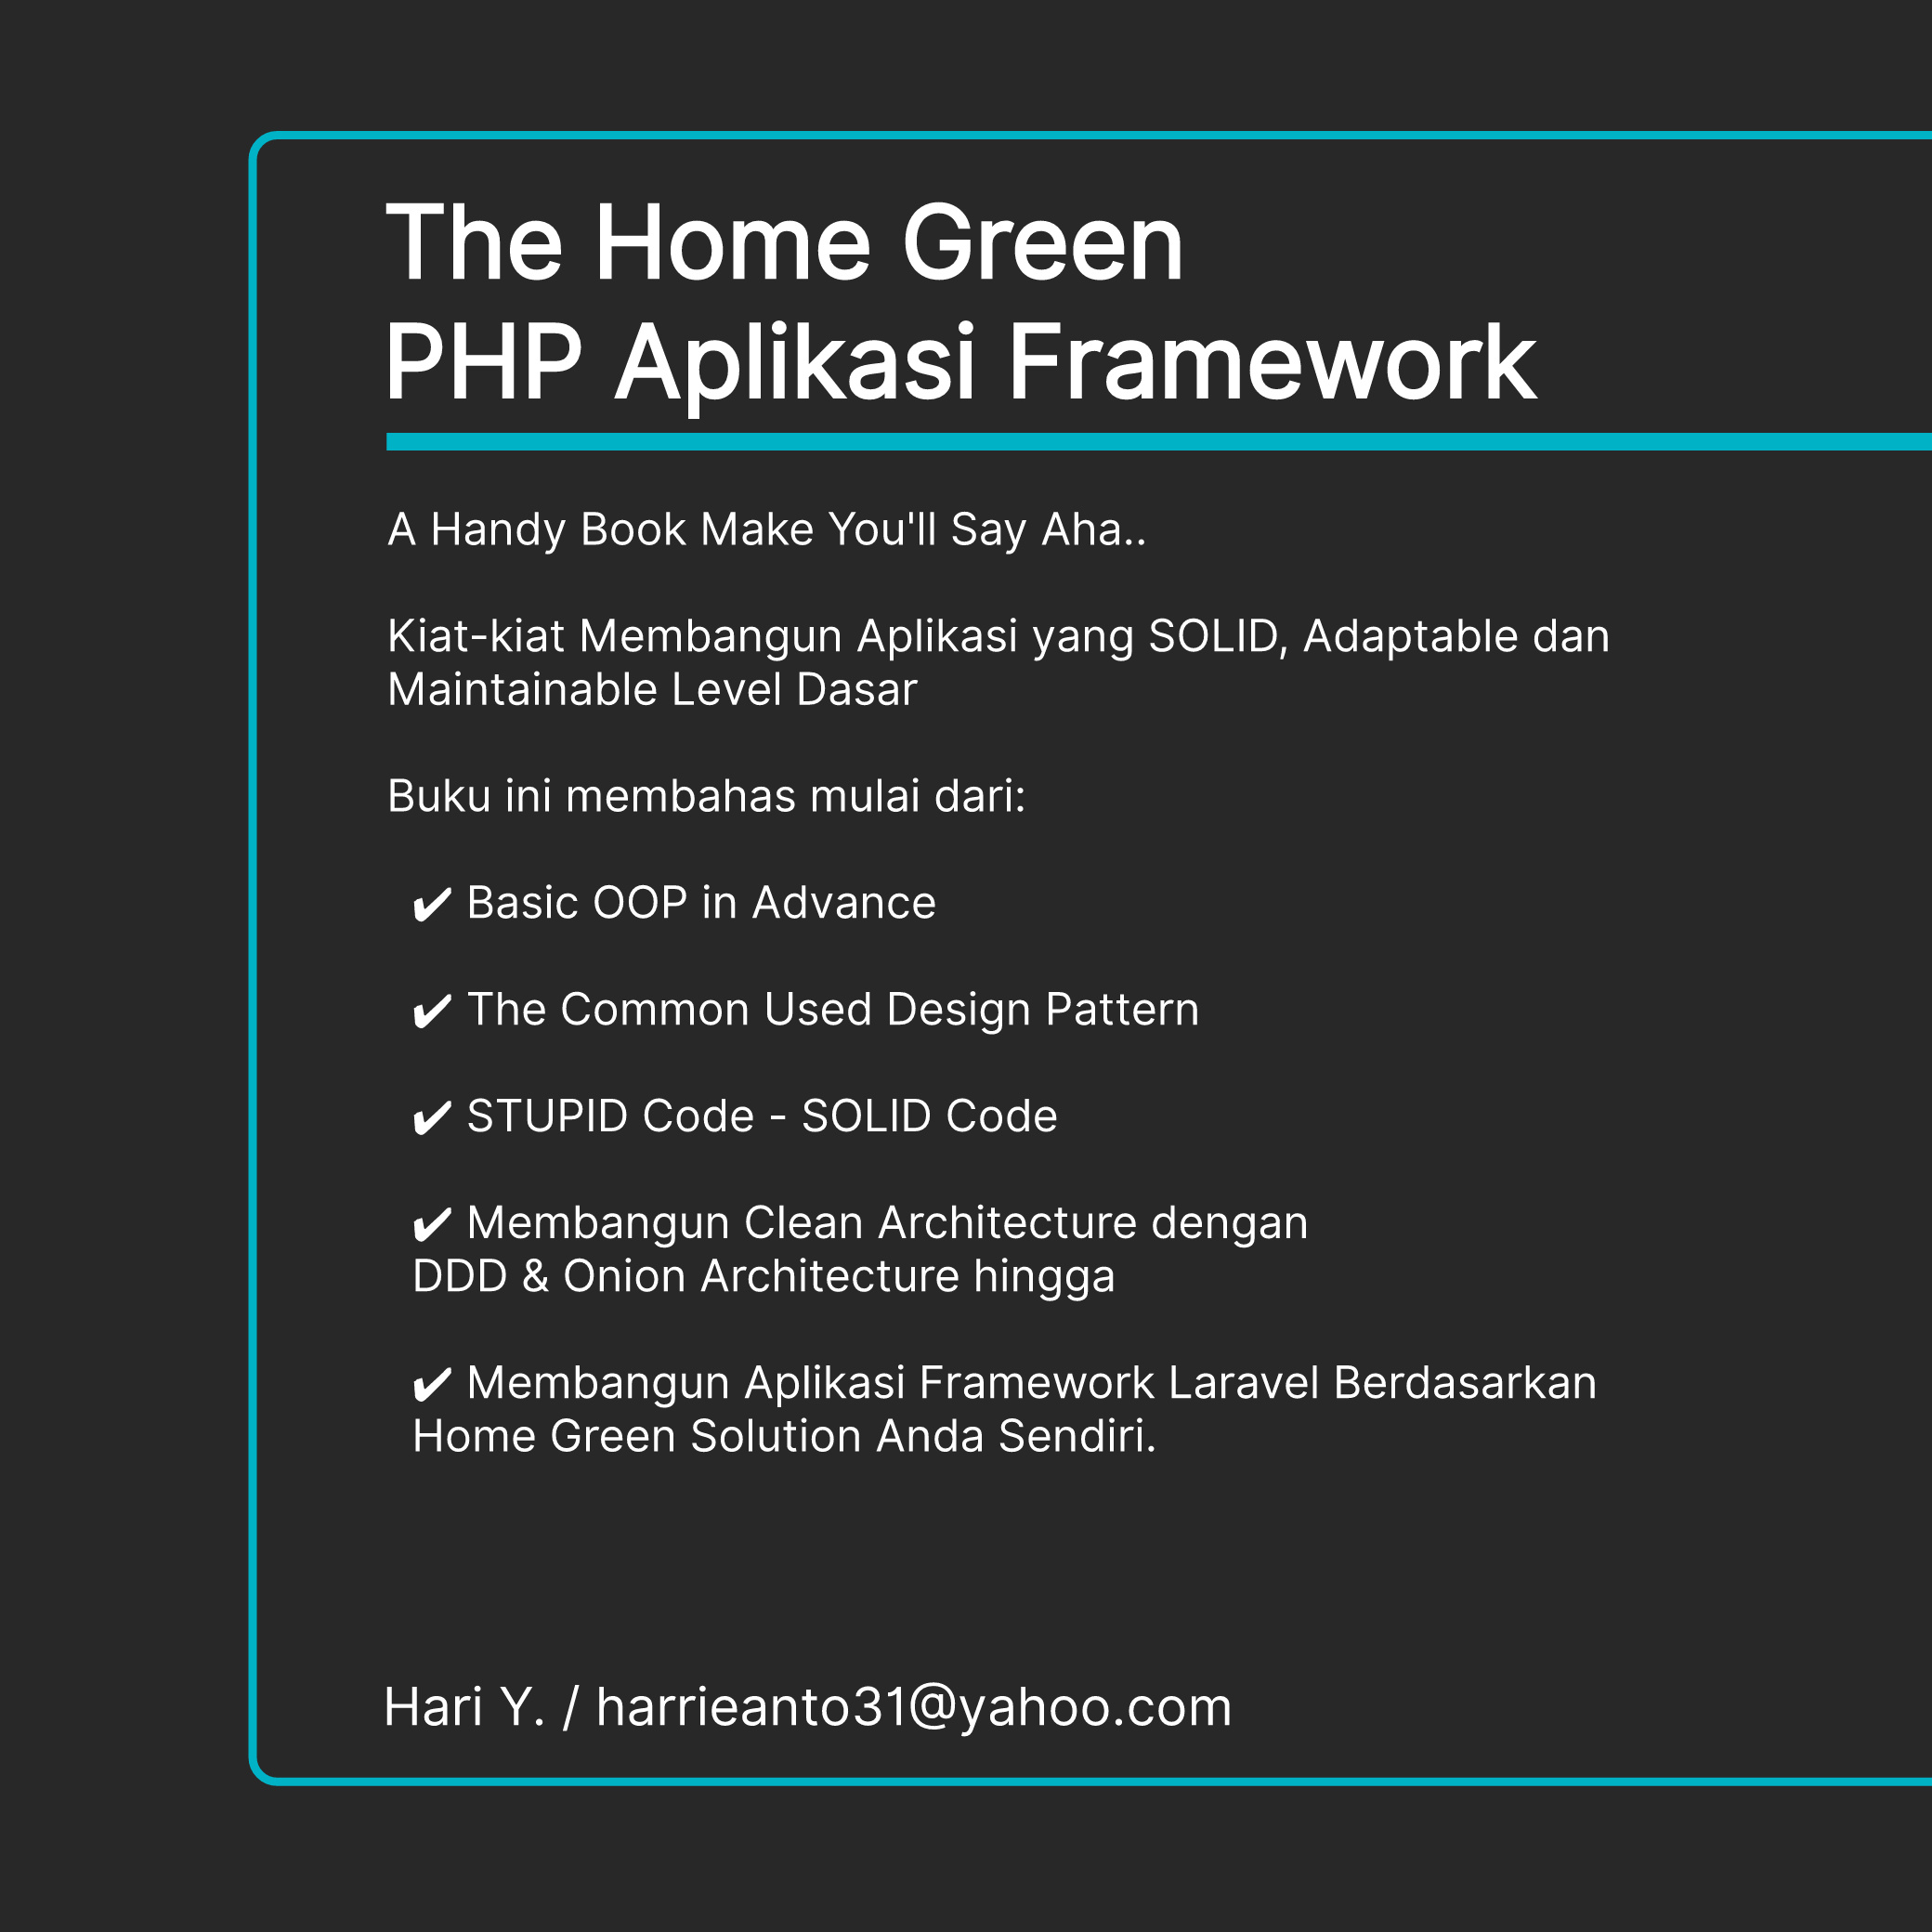 The Home Green
PHP Aplikasi Framework
A Handy Book Make You'll Say Aha..
Kiat-kiat Membangun Aplikasi yang SOLID, Adaptable dan
Maintainable Level Dasar
Buku ini membahas mulai dari:
✔ Basic OOP in Advance
✔ The Common Used Design Pattern
✔ STUPID Code - SOLID Code
✔ Membangun Clean Architecture dengan
DDD & Onion Architecture hingga
✔ Membangun Aplikasi Framework Laravel Berdasarkan
Home Green Solution Anda Sendiri.
Hari Y. / harrieanto31@yahoo.com